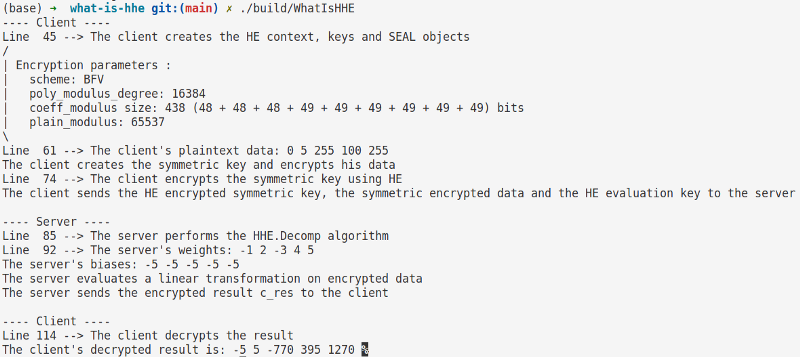 (base) ➜  what-is-hhe git:(main) ✗ ./build/WhatIsHHE
---- Client ----
Line  45 --> The client creates the HE context, keys and SEAL objects
/
| Encryption parameters :
|   scheme: BFV
|   poly_modulus_degree: 16384
|   coeff_modulus size: 438 (48 + 48 + 48 + 49 + 49 + 49 + 49 + 49 + 49) bits
|   plain_modulus: 65537
\
Line  61 --> The client's plaintext data: 0 5 255 100 255
The client creates the symmetric key and encrypts his data
Line  74 --> The client encrypts the symmetric key using HE
The client sends the HE encrypted symmetric key, the symmetric encrypted data and the HE evaluation key to the server
---- Server ----
Line  85 --> The server performs the HHE.Decomp algorithm
Line  92 --> The server's weights: -1 2 -3 4 5
The server's biases: -5 -5 -5 -5 -5
The server evaluates a linear transformation on encrypted data
The server sends the encrypted result c_res to the client
---- Client ----
Line 114 --> The client decrypts the result
The client's decrypted result is: -5 5 -770 395 1270 %